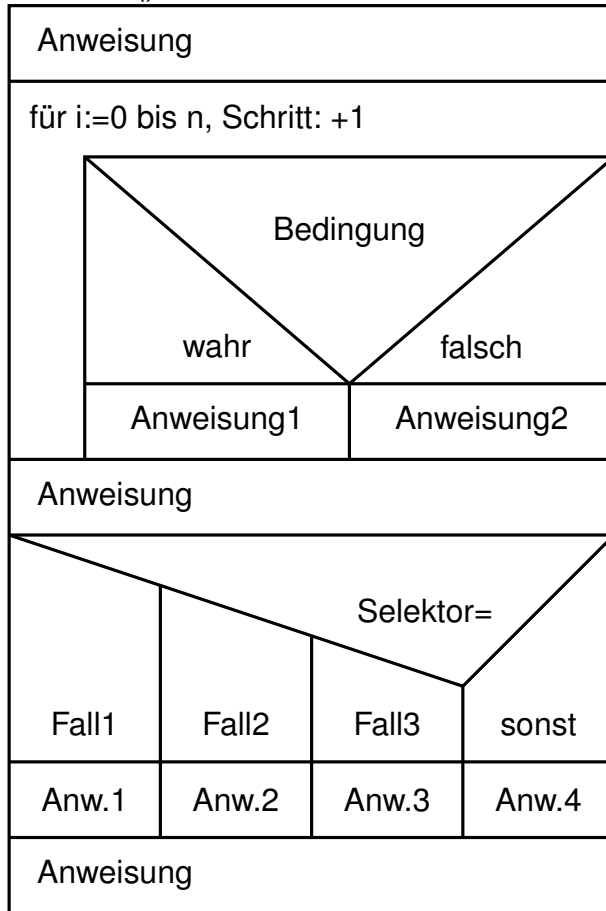 Anweisung
für i:=0 bis n, Schritt: +1
Bedingung
wahr falsch
Anweisung1 Anweisung2
Anweisung
Selektor=
Fall1 Fall2 Fall3 sonst
Anw.1 Anw.2 Anw.3 Anw.4
Anweisung